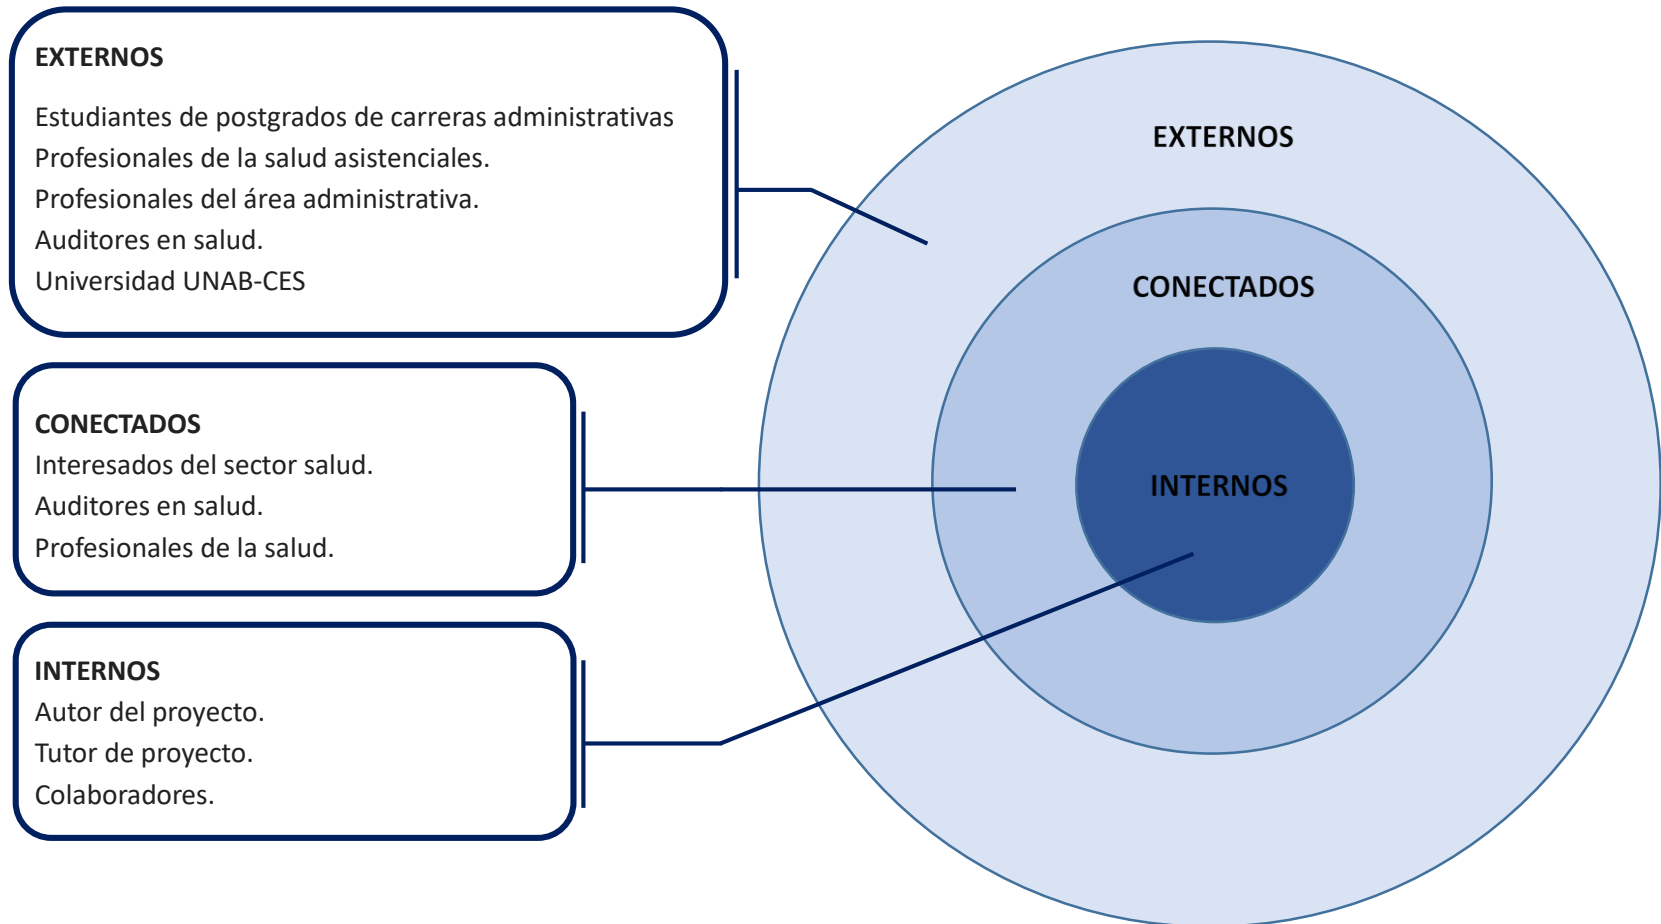 EXTERNOS
Estudiantes de postgrados de carreras administrativas
Profesionales de la salud asistenciales.
Profesionales del área administrativa.
Auditores en salud.
Universidad UNAB-CES
CONECTADOS
Interesados del sector salud.
Auditores en salud.
Profesionales de la salud.
INTERNOS
Autor del proyecto.
Tutor de proyecto.
Colaboradores.
EXTERNOS
CONECTADOS
INTERNOS